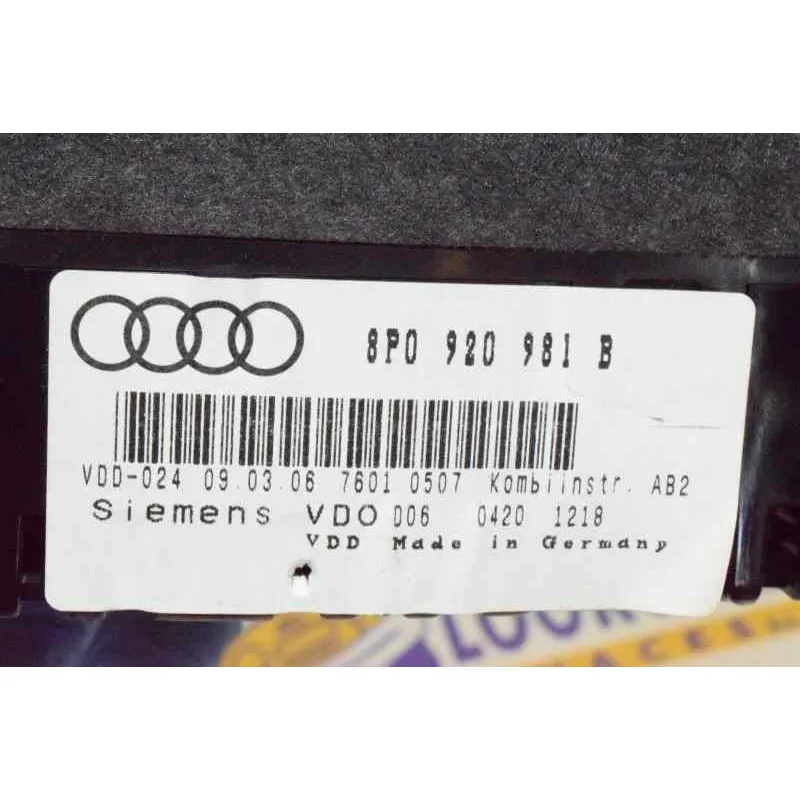 8P0 920 981 B
VDD-024 09.03.06 7601 0507 Kombiinstr. AB2
Siemens VDO D06 0420 1218
VDD Made in Germany